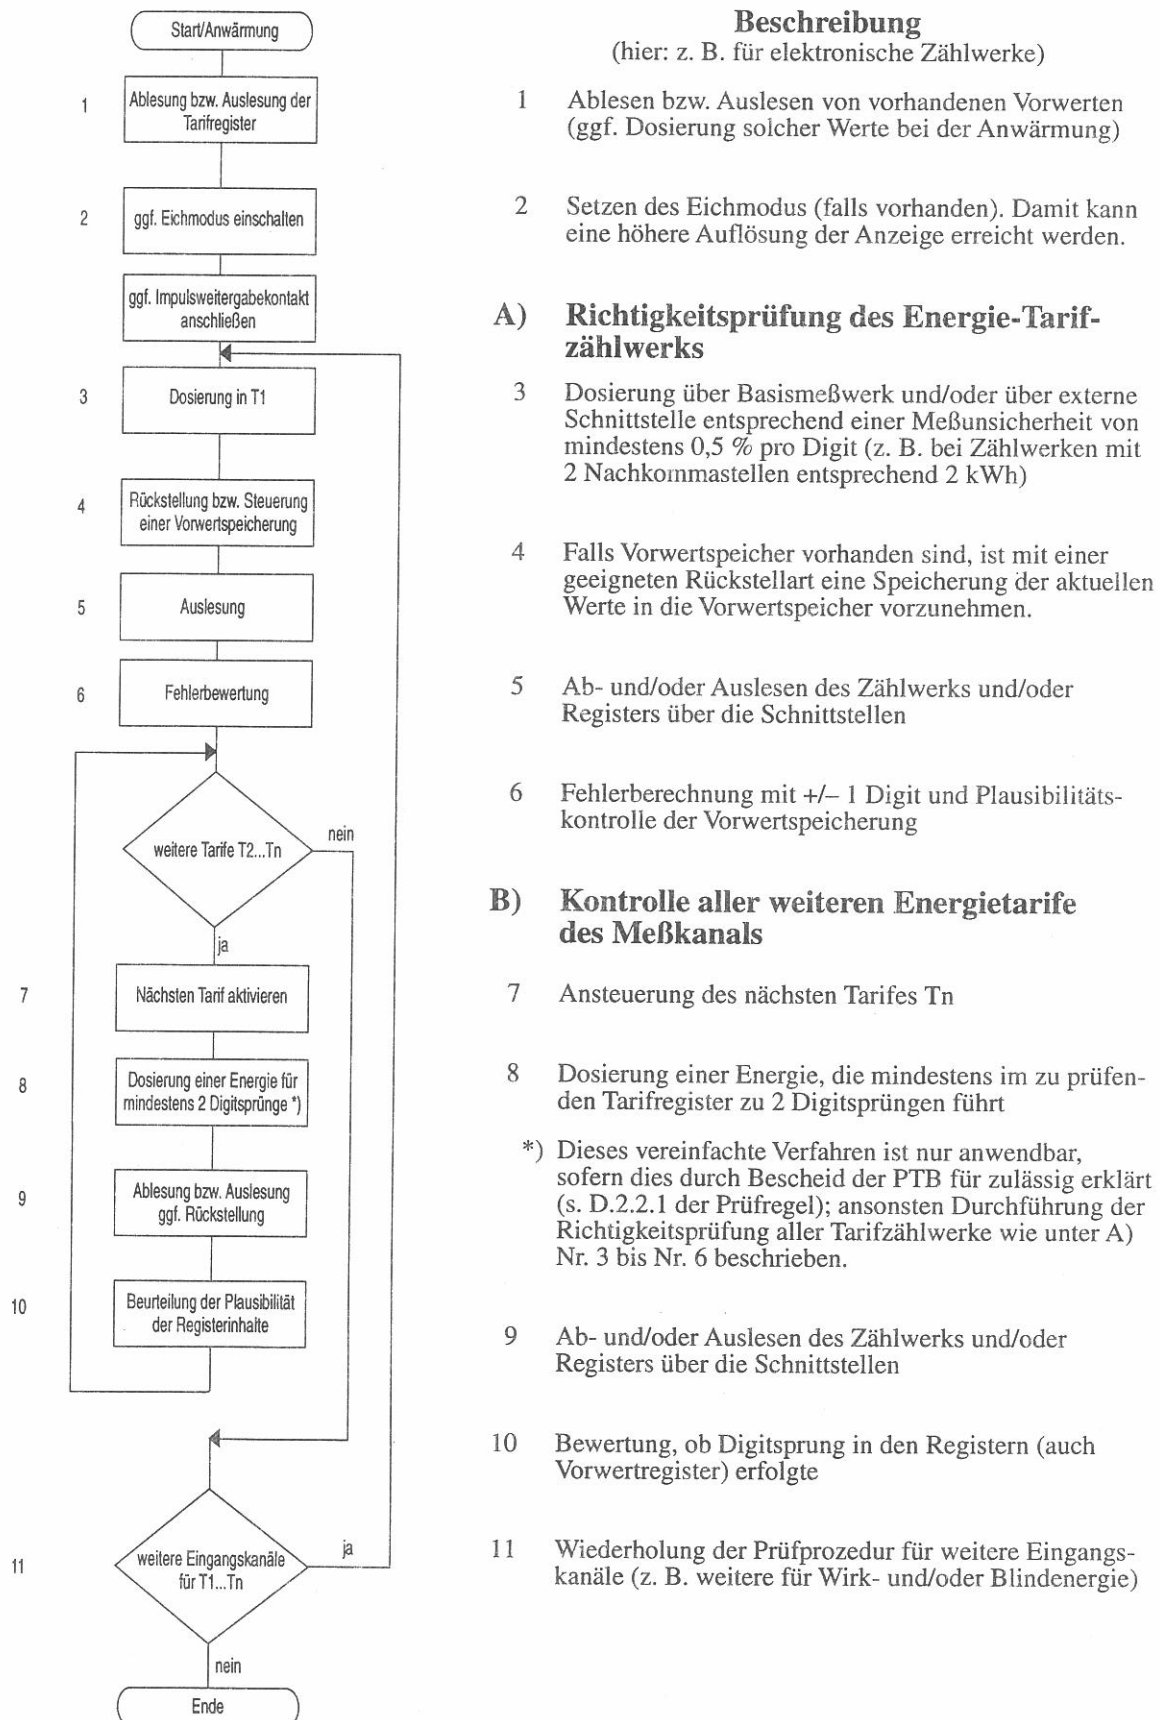 Start/Anwärmung
1
Ablesung bzw. Auslesung der
Tarifregister
2
ggf. Eichmodus einschalten
ggf. Impulsweitergabekontakt
anschließen
3
Dosierung in T1
4
Rückstellung bzw. Steuerung
einer Vorwertspeicherung
5
Auslesung
6
Fehlerbewertung
weitere Tarife T2...Tn
nein
ja
7
Nächsten Tarif aktivieren
8
Dosierung einer Energie für
mindestens 2 Digitsprünge *)
9
Ablesung bzw. Auslesung
ggf. Rückstellung
10
Beurteilung der Plausibilität
der Registerinhalte
11
weitere Eingangskanäle
für T1...Tn
ja
nein
Ende
Beschreibung
(hier: z. B. für elektronische Zählwerke)
1 Ablesen bzw. Auslesen von vorhandenen Vorwerten
(ggf. Dosierung solcher Werte bei der Anwärmung)
2 Setzen des Eichmodus (falls vorhanden). Damit kann
eine höhere Auflösung der Anzeige erreicht werden.
A) Richtigkeitsprüfung des Energie-Tarif-
zählwerks
3 Dosierung über Basismeßwerk und/oder über externe
Schnittstelle entsprechend einer Meßunsicherheit von
mindestens 0,5 % pro Digit (z. B. bei Zählwerken mit
2 Nachkommastellen entsprechend 2 kWh)
4 Falls Vorwertspeicher vorhanden sind, ist mit einer
geeigneten Rückstellart eine Speicherung der aktuellen
Werte in die Vorwertspeicher vorzunehmen.
5 Ab- und/oder Auslesen des Zählwerks und/oder
Registers über die Schnittstellen
6 Fehlerberechnung mit +/– 1 Digit und Plausibilitäts-
kontrolle der Vorwertspeicherung
B) Kontrolle aller weiteren Energietarife
des Meßkanals
7 Ansteuerung des nächsten Tarifes Tn
8 Dosierung einer Energie, die mindestens im zu prüfen-
den Tarifregister zu 2 Digitsprüngen führt
*) Dieses vereinfachte Verfahren ist nur anwendbar,
sofern dies durch Bescheid der PTB für zulässig erklärt
(s. D.2.2.1 der Prüfregel); ansonsten Durchführung der
Richtigkeitsprüfung aller Tarifzählwerke wie unter A)
Nr. 3 bis Nr. 6 beschrieben.
9 Ab- und/oder Auslesen des Zählwerks und/oder
Registers über die Schnittstellen
10 Bewertung, ob Digitsprung in den Registern (auch
Vorwertregister) erfolgte
11 Wiederholung der Prüfprozedur für weitere Eingangs-
kanäle (z. B. weitere für Wirk- und/oder Blindenergie)